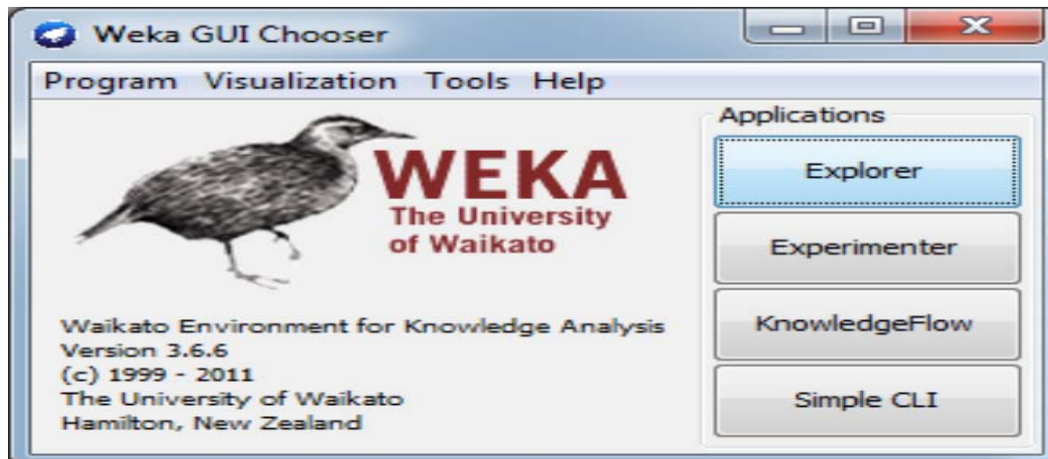 Weka GUI Chooser
Program Visualization Tools Help
WEKA
The University
of Waikato
Waikato Environment for Knowledge Analysis
Version 3.6.6
(c) 1999 - 2011
The University of Waikato
Hamilton, New Zealand
Applications
Explorer
Experimenter
KnowledgeFlow
Simple CLI